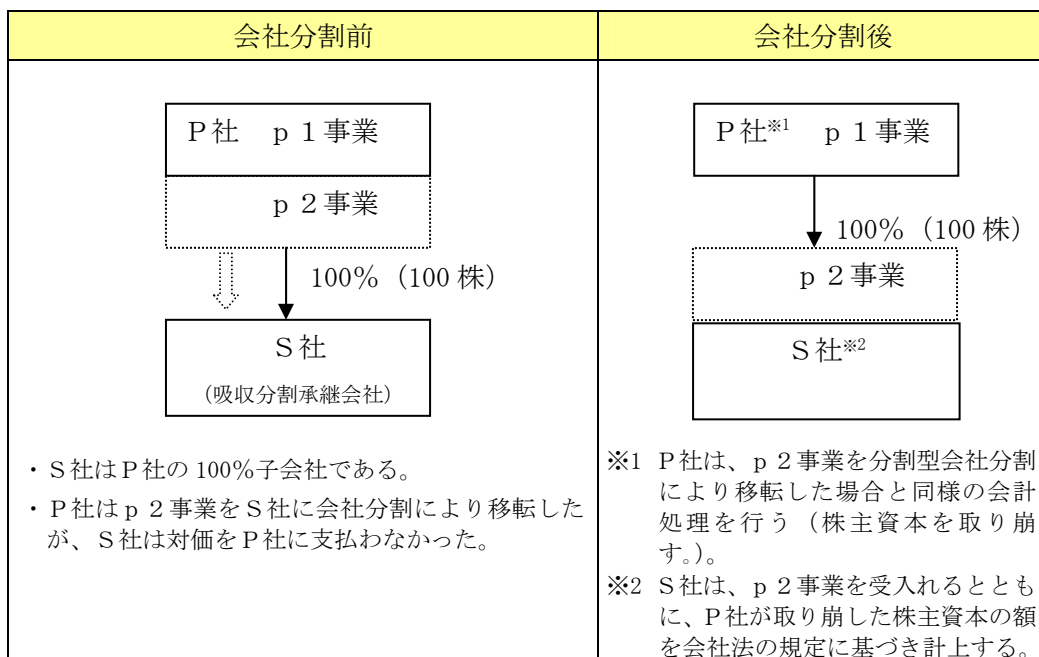 会社分割前
会社分割後
P社 p1事業
p2事業
100%(100株)
S社
(吸収分割承継会社)
・S社はP社の100%子会社である。
・P社はp2事業をS社に会社分割により移転した
が、S社は対価をP社に支払わなかった。
P社※1 p1事業
100%(100株)
p2事業
S社※2
※1 P社は、p2事業を分割型会社分割
により移転した場合と同様の会計
処理を行う(株主資本を取り崩
す。)。
※2 S社は、p2事業を受入れるととも
に、P社が取り崩した株主資本の額
を会社法の規定に基づき計上する。